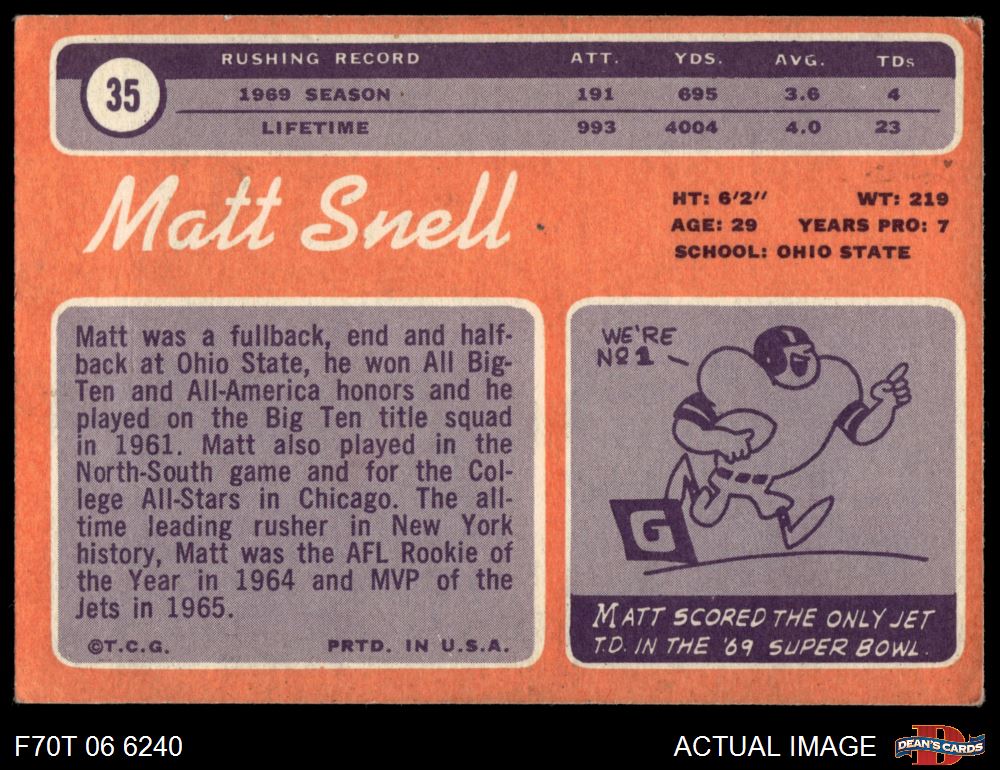 35
RUSHING RECORD ATT. YDS. AVG. TDs
1969 SEASON 191 695 3.6 4
LIFETIME 993 4004 4.0 23
Matt Snell
HT: 6'2" WT: 219
AGE: 29 YEARS PRO: 7
SCHOOL: OHIO STATE
Matt was a fullback, end and half-
back at Ohio State, he won All Big-
Ten and All-America honors and he
played on the Big Ten title squad
in 1961. Matt also played in the
North-South game and for the Col-
lege All-Stars in Chicago. The all-
time leading rusher in New York
history, Matt was the AFL Rookie of
the Year in 1964 and MVP of the
Jets in 1965.
©T.C.G. PRTD. IN U.S.A.
WE'RE
No 1
G
MATT SCORED THE ONLY JET
T.D. IN THE '69 SUPER BOWL.
F70T 06 6240
ACTUAL IMAGE
D
DEAN'S CARDS